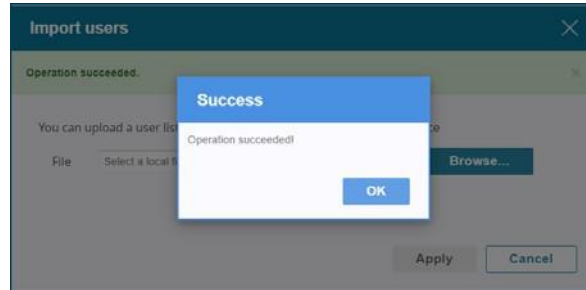 Import users
Operation succeeded.
Success
You can upload a user list
Operation succeeded!
File
Select a local
Browse...
OK
Apply
Cancel